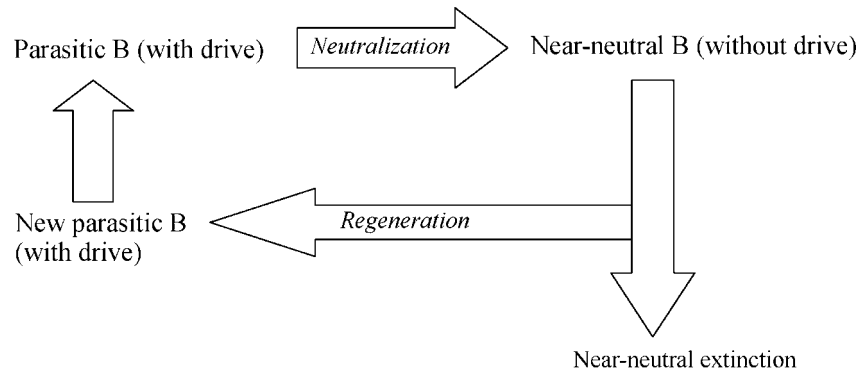 Parasitic B (with drive)
Neutralization
Near-neutral B (without drive)
New parasitic B
(with drive)
Regeneration
Near-neutral extinction